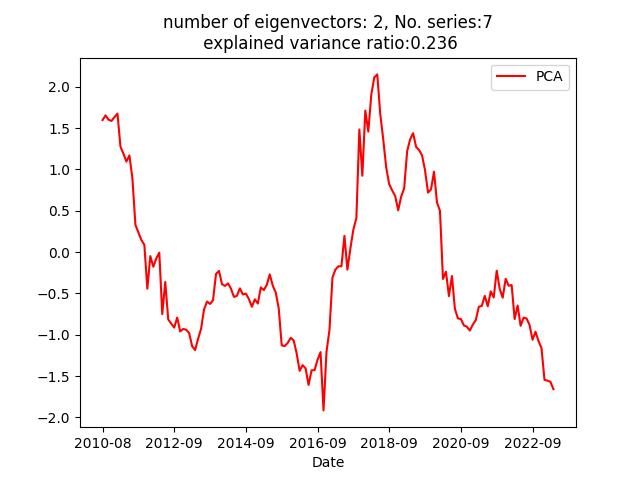 number of eigenvectors: 2, No. series:7
explained variance ratio:0.236
PCA
2.0
1.5
1.0
0.5
0.0
−0.5
−1.0
−1.5
−2.0
2010-08 2012-09 2014-09 2016-09 2018-09 2020-09 2022-09
Date